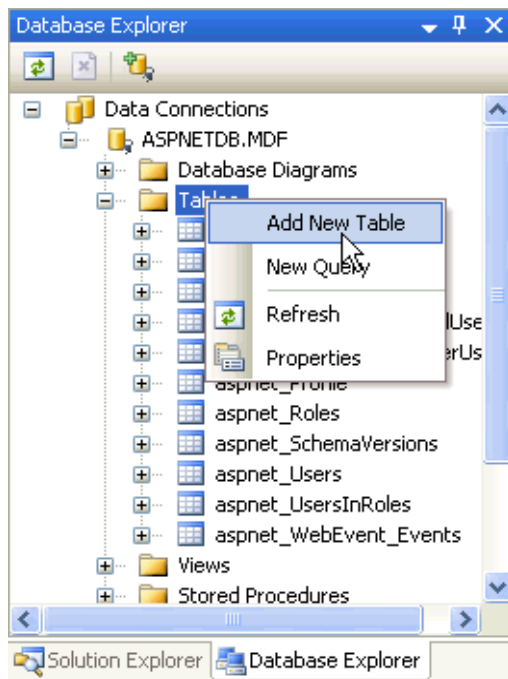 Database Explorer
Data Connections
ASPNETDB.MDF
Database Diagrams
Add New Table
New Query
Refresh
Properties
aspnet_Profile
aspnet_Roles
aspnet_SchemaVersions
aspnet_Users
aspnet_UsersInRoles
aspnet_WebEvent_Events
Views
Stored Procedures
Solution Explorer
Database Explorer